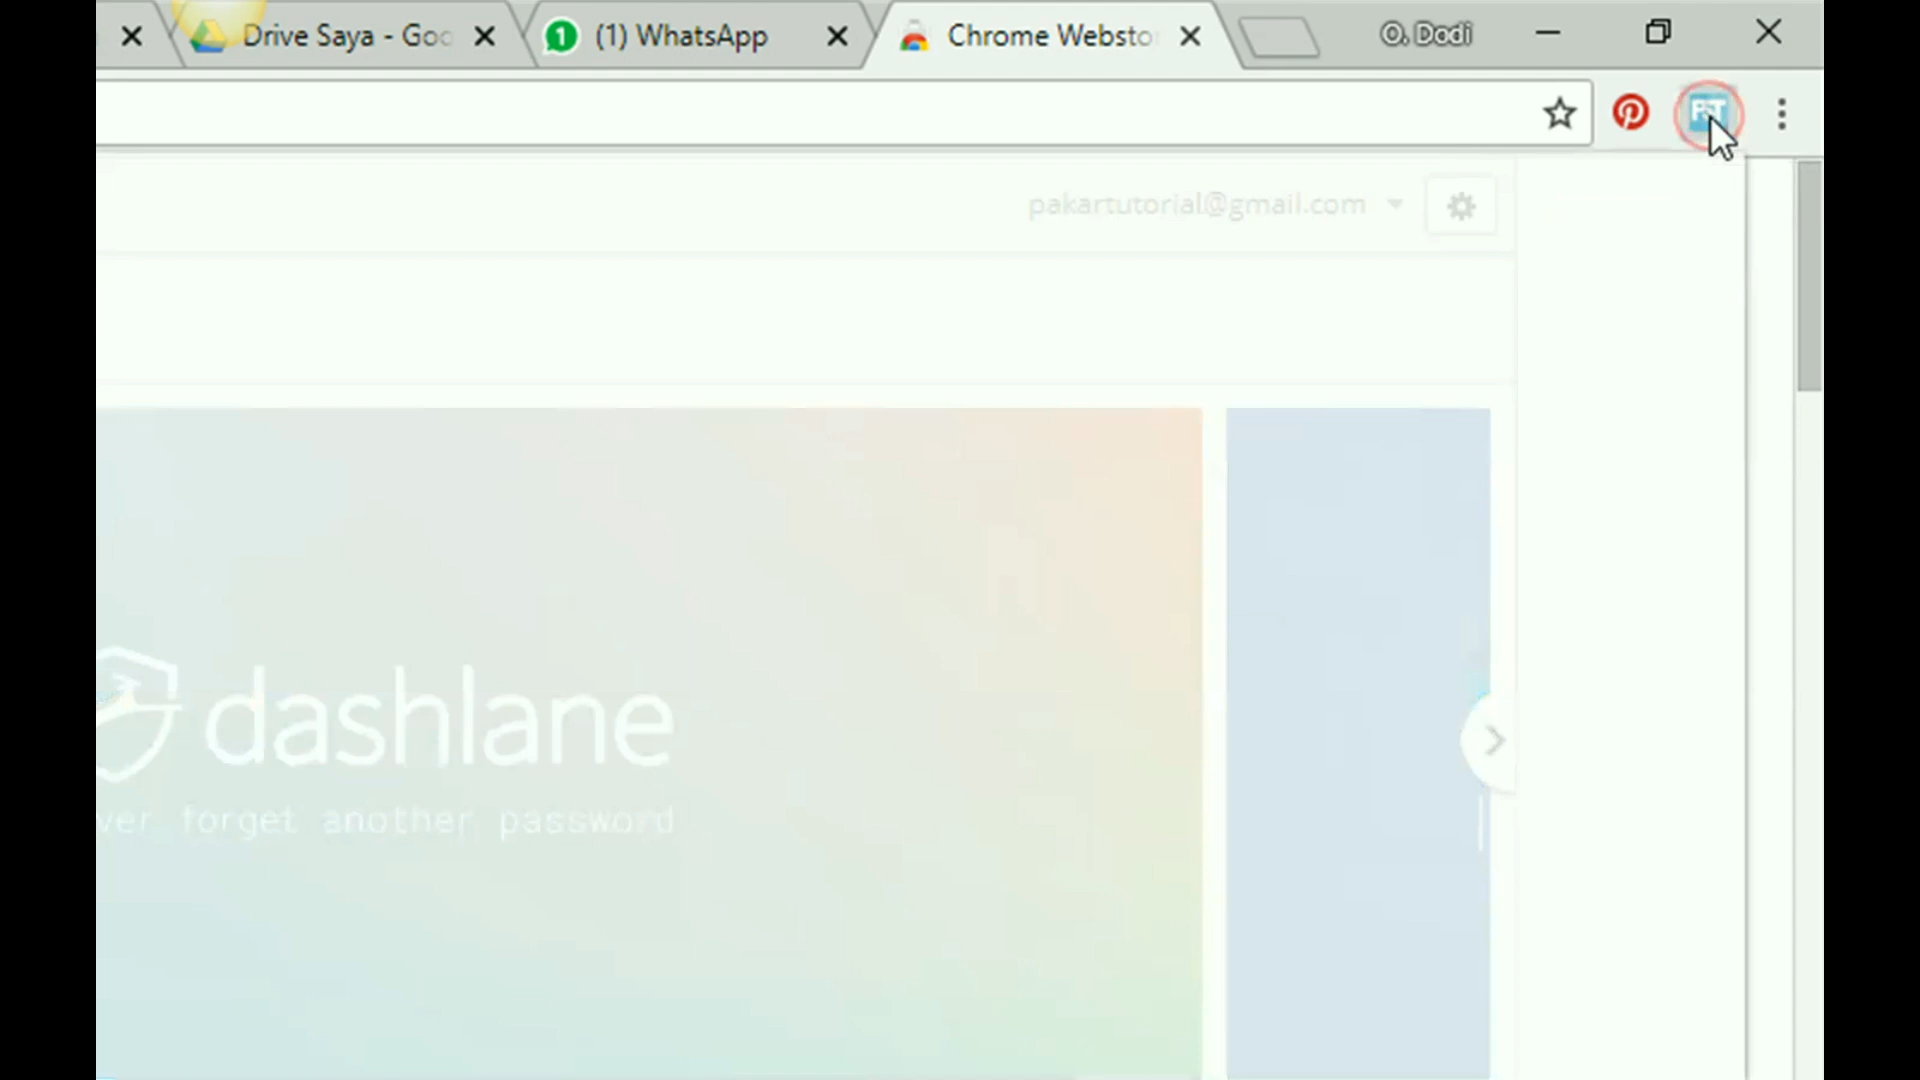 Drive Saya - Goo
(1) WhatsApp
Chrome Websto
O. Dodi
pakartutorial@gmail.com
dashlane
ver forget another password